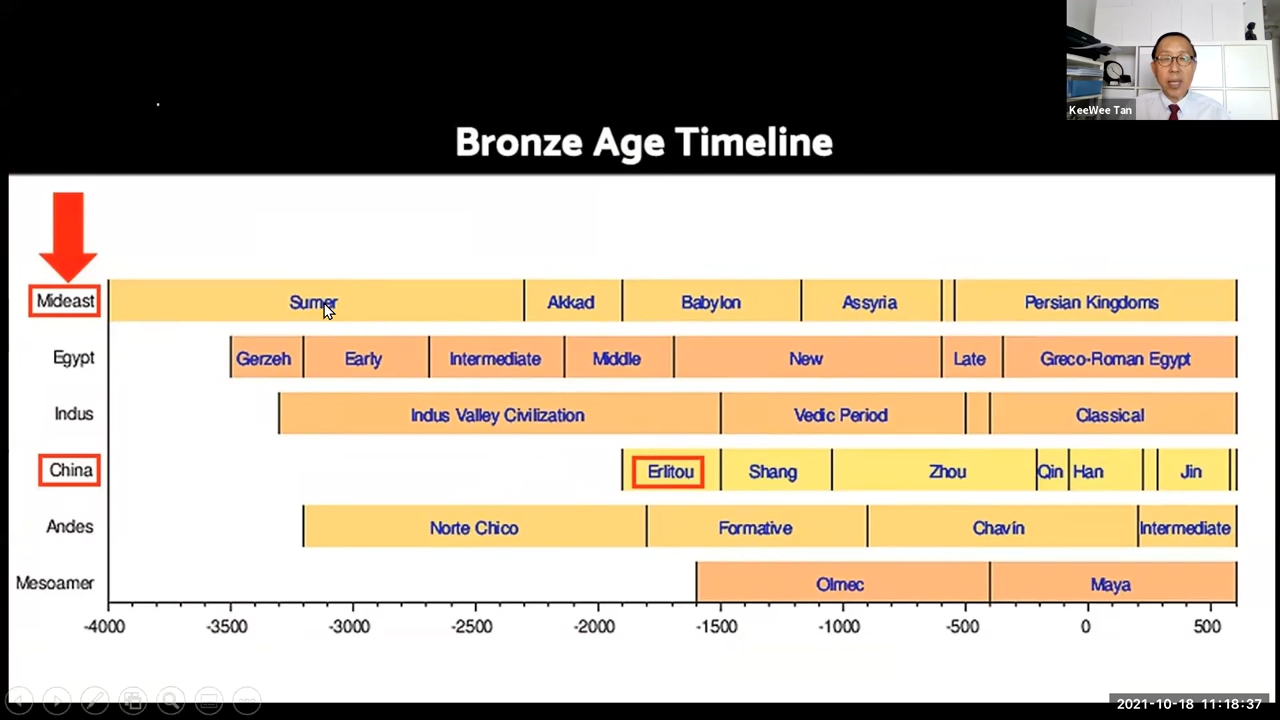 KeeWee Tan
Bronze Age Timeline
Mideast Sumer Akkad Babylon Assyria Persian Kingdoms
Egypt Gerzeh Early Intermediate Middle New Late Greco-Roman Egypt
Indus Indus Valley Civilization Vedic Period Classical
China Erlitou Shang Zhou Qin Han Jin
Andes Norte Chico Formative Chavín Intermediate
Mesoamer Olmec Maya
-4000 -3500 -3000 -2500 -2000 -1500 -1000 -500 0 500
2021-10-18 11:18:37